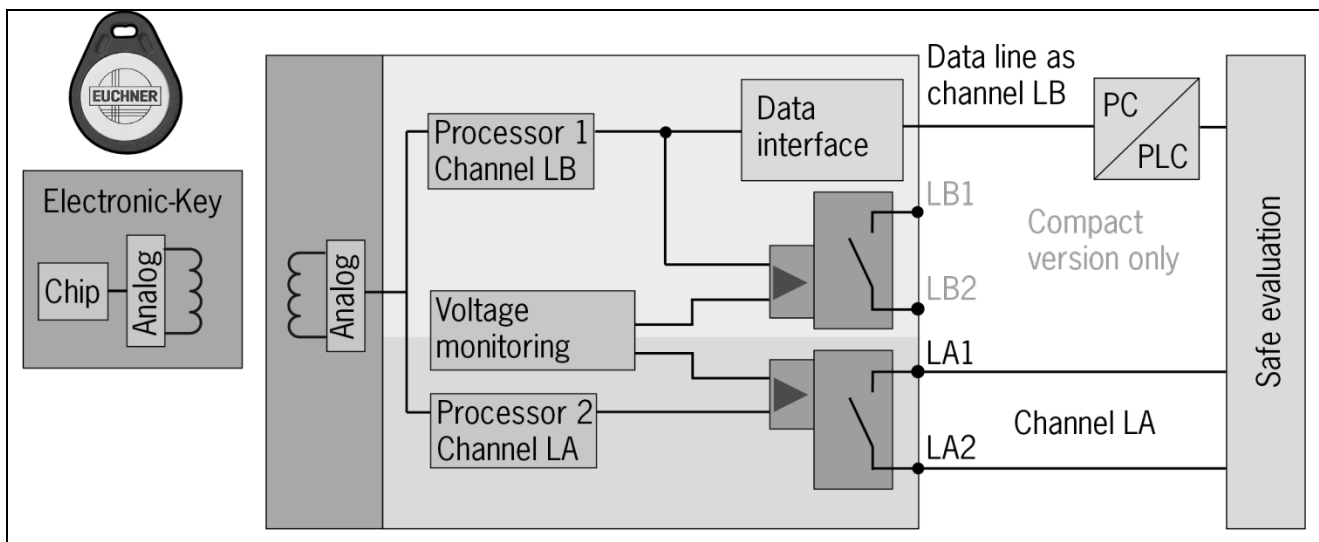 EUCHNER
Electronic-Key
Chip
Analog
Analog
Processor 1
Channel LB
Voltage
monitoring
Processor 2
Channel LA
Data
interface
Data line as
channel LB
PC
PLC
LB1
LB2
Compact
version only
LA1
Channel LA
LA2
Safe evaluation